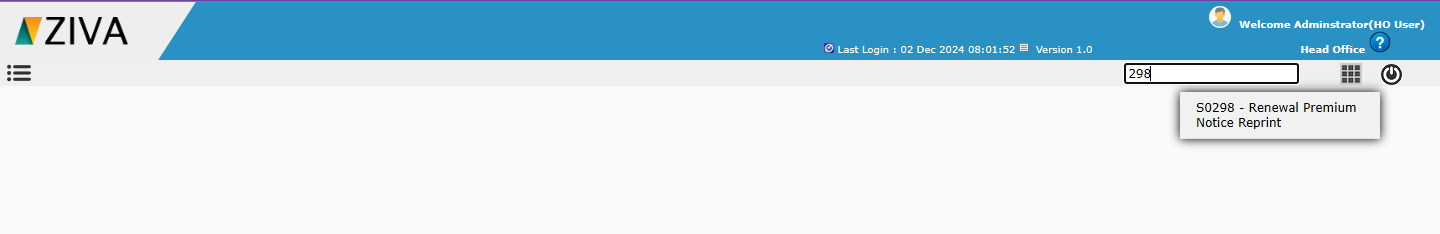 ZIVA
Welcome Adminstrator(HO User)
Last Login : 02 Dec 2024 08:01:52 Version 1.0
Head Office ?
298
S0298 - Renewal Premium
Notice Reprint